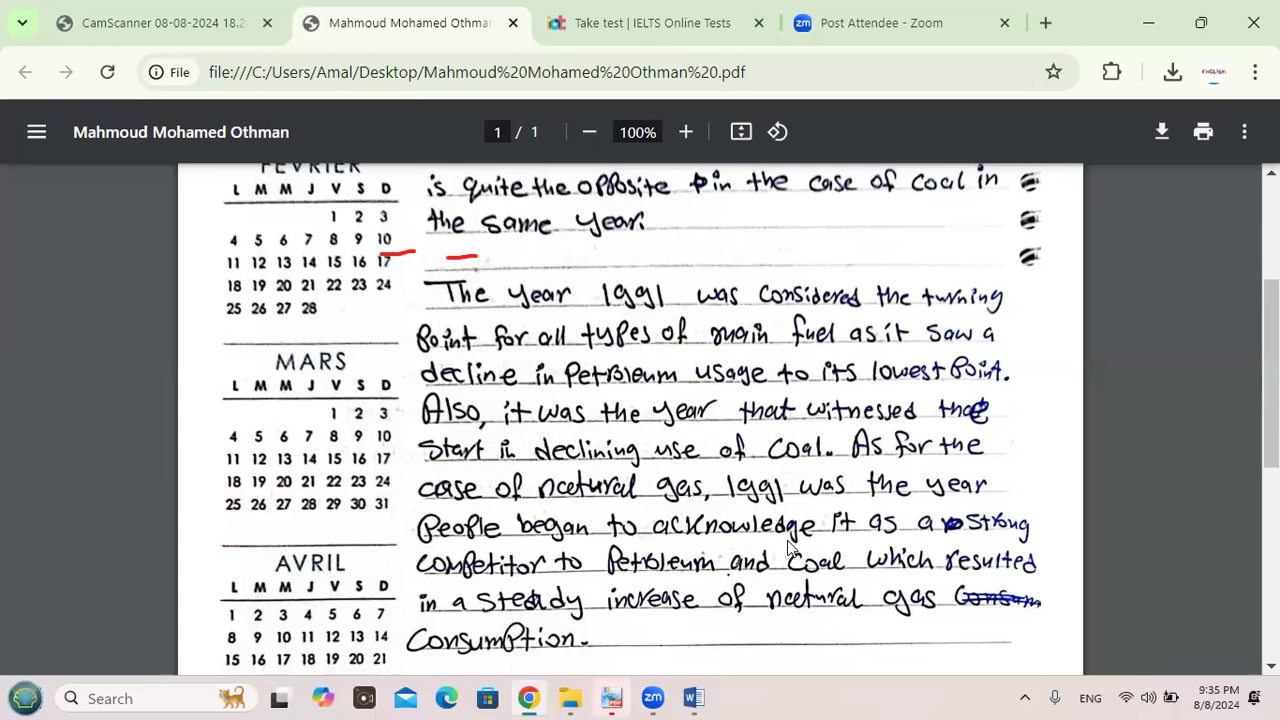 CamScanner 08-08-2024 18.2
Mahmoud Mohamed Othman
Take test | IELTS Online Tests
Post Attendee - Zoom
File
file:///C:/Users/Amal/Desktop/Mahmoud%20Mohamed%20Othman%20.pdf
ENGLISH
Mahmoud Mohamed Othman
1 / 1
100%
FEVRIER
L M M J V S D
1 2 3
4 5 6 7 8 9 10
11 12 13 14 15 16 17
18 19 20 21 22 23 24
25 26 27 28
MARS
L M M J V S D
1 2 3
4 5 6 7 8 9 10
11 12 13 14 15 16 17
18 19 20 21 22 23 24
25 26 27 28 29 30 31
AVRIL
L M M J V S D
1 2 3 4 5 6 7
8 9 10 11 12 13 14
15 16 17 18 19 20 21
is quite the opposite in the case of coal in
the same year.
The year 1991 was considered the turning
Point for all types of main fuel as it saw a
decline in Petroleum usage to its lowest Point.
Also, it was the year that witnessed the
start in declining use of coal. As for the
case of natural gas, 1991 was the year
People began to acknowledge it as a strong
competitor to Petroleum and coal which resulted
in a steady increase of natural gas
Consumption.
Search
ENG
9:35 PM
8/8/2024